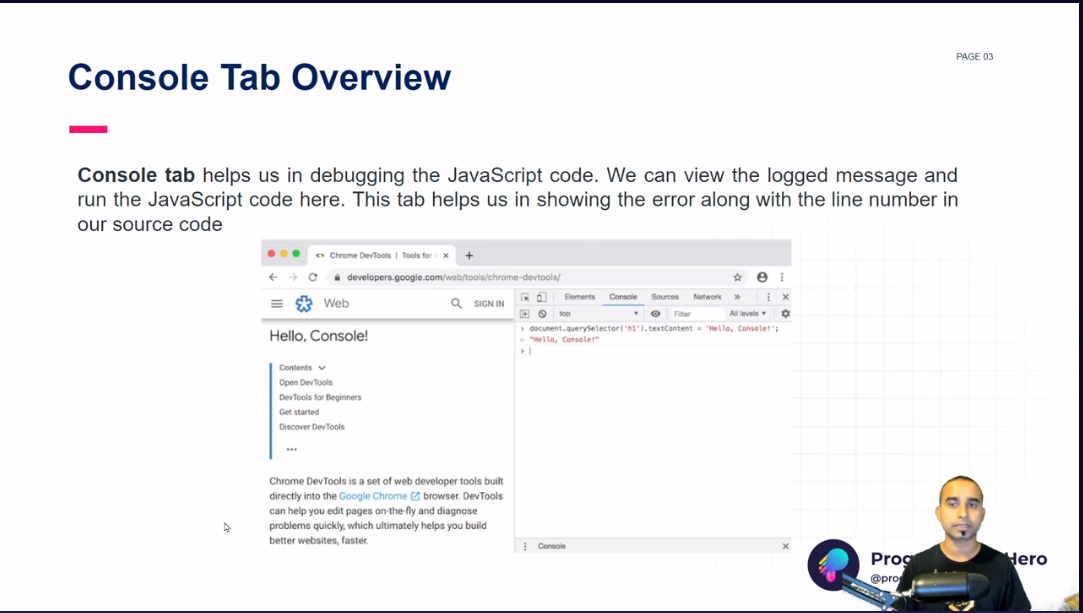 PAGE 03
Console Tab Overview
Console tab helps us in debugging the JavaScript code. We can view the logged message and
run the JavaScript code here. This tab helps us in showing the error along with the line number in
our source code
Chrome DevTools | Tools for
developers.google.com/web/tools/chrome-devtools/
Web
SIGN IN
Elements Console Sources Network »
top
Filter
All levels
Hello, Console!
document.querySelector('h1').textContent = 'Hello, Console!';
"Hello, Console!"
Contents
Open DevTools
DevTools for Beginners
Get started
Discover DevTools
...
Chrome DevTools is a set of web developer tools built
directly into the Google Chrome browser. DevTools
can help you edit pages on-the-fly and diagnose
problems quickly, which ultimately helps you build
better websites, faster.
Console
Hero